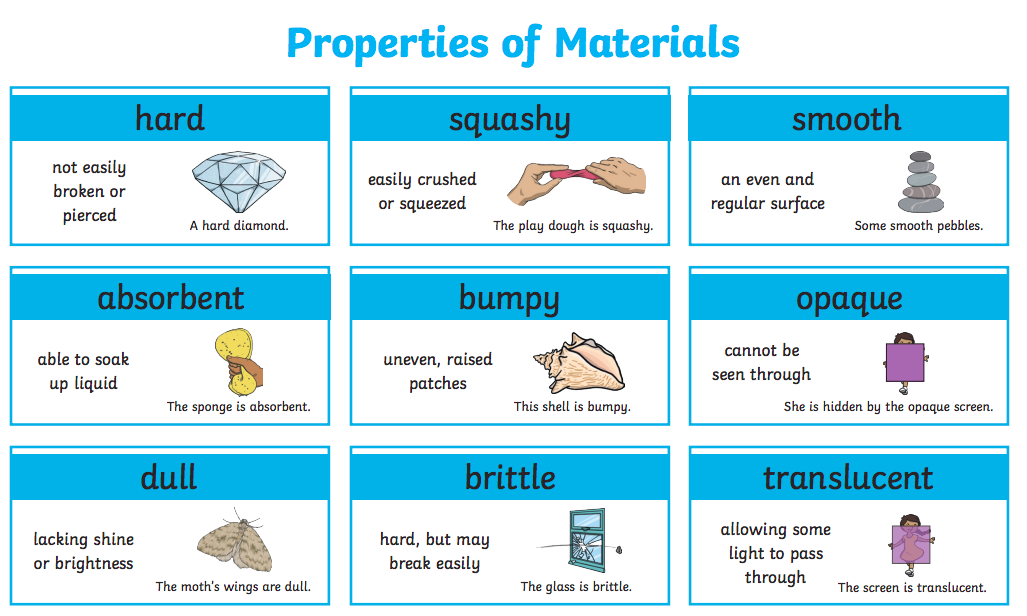 Properties of Materials
hard
not easily
broken or
pierced
A hard diamond.
squashy
easily crushed
or squeezed
The play dough is squashy.
smooth
an even and
regular surface
Some smooth pebbles.
absorbent
able to soak
up liquid
The sponge is absorbent.
bumpy
uneven, raised
patches
This shell is bumpy.
opaque
cannot be
seen through
She is hidden by the opaque screen.
dull
lacking shine
or brightness
The moth's wings are dull.
brittle
hard, but may
break easily
The glass is brittle.
translucent
allowing some
light to pass
through
The screen is translucent.